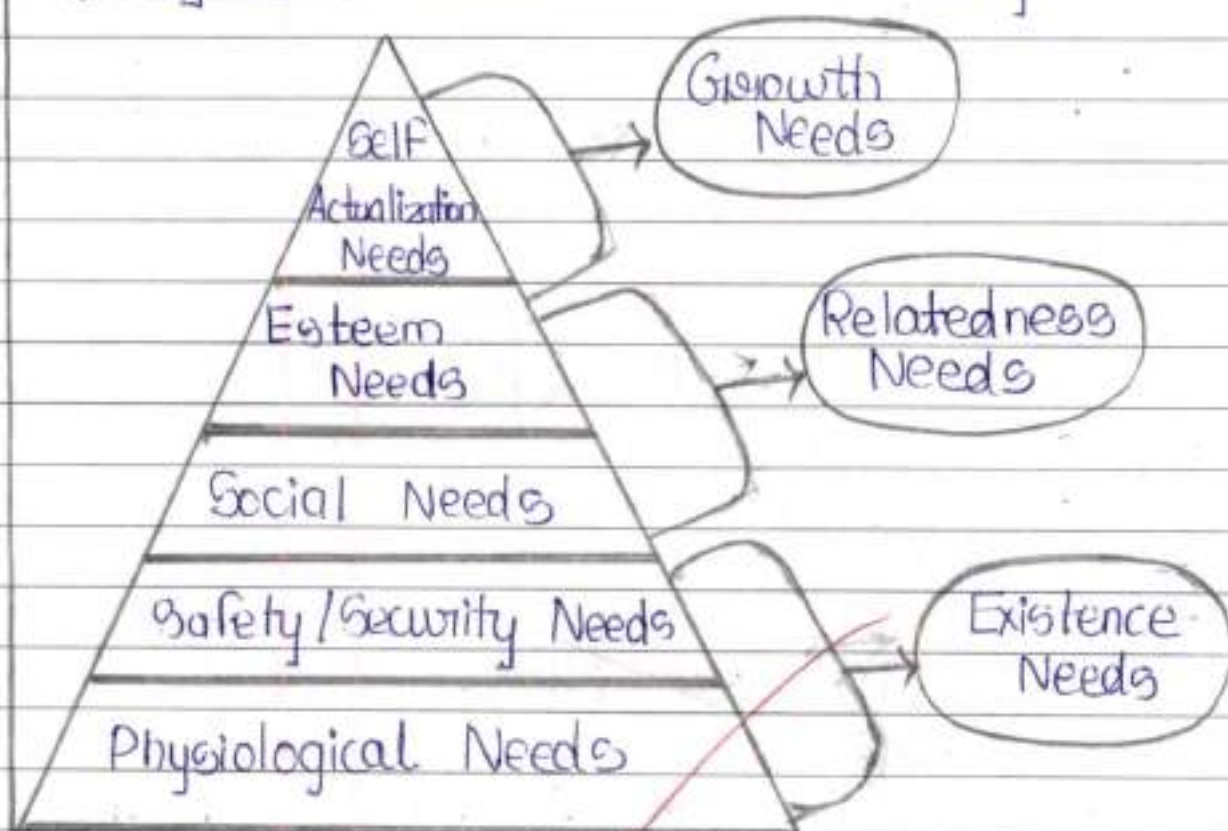 Self
Actualization
Needs
Esteem
Needs
Social Needs
Safety/Security Needs
Physiological Needs
Growth
Needs
Relatedness
Needs
Existence
Needs